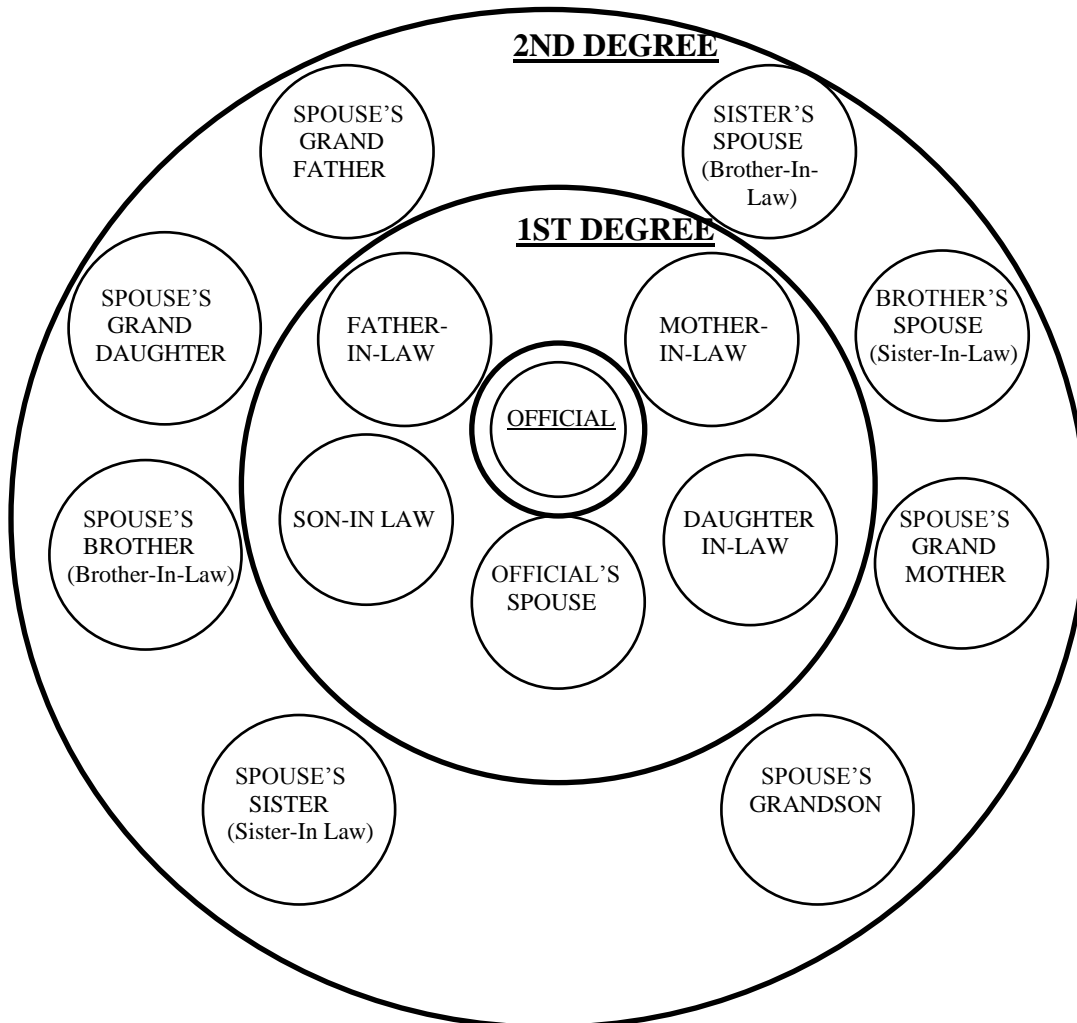 2ND DEGREE
SPOUSE’S
GRAND
FATHER
SISTER’S
SPOUSE
(Brother-In-
Law)
1ST DEGREE
SPOUSE’S
GRAND
DAUGHTER
FATHER-
IN-LAW
MOTHER-
IN-LAW
BROTHER’S
SPOUSE
(Sister-In-Law)
OFFICIAL
SPOUSE’S
BROTHER
(Brother-In-Law)
SON-IN LAW
OFFICIAL’S
SPOUSE
DAUGHTER
IN-LAW
SPOUSE’S
GRAND
MOTHER
SPOUSE’S
SISTER
(Sister-In Law)
SPOUSE’S
GRANDSON